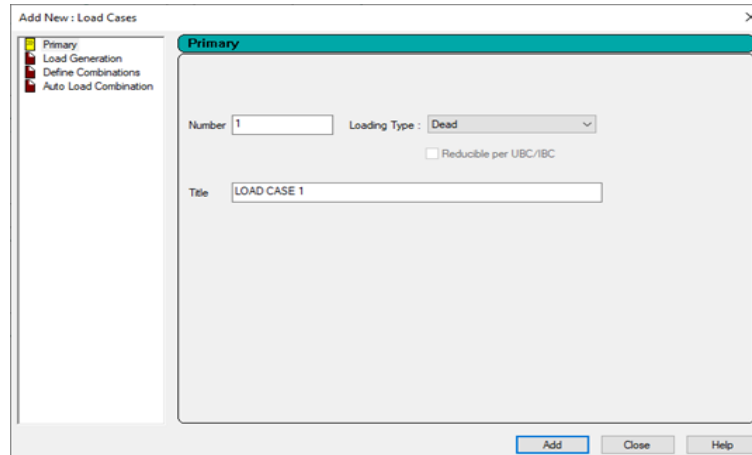 Add New : Load Cases
Primary
Load Generation
Define Combinations
Auto Load Combination
Primary
Number 1 Loading Type : Dead
Reducible per UBC/IBC
Title LOAD CASE 1
Add Close Help